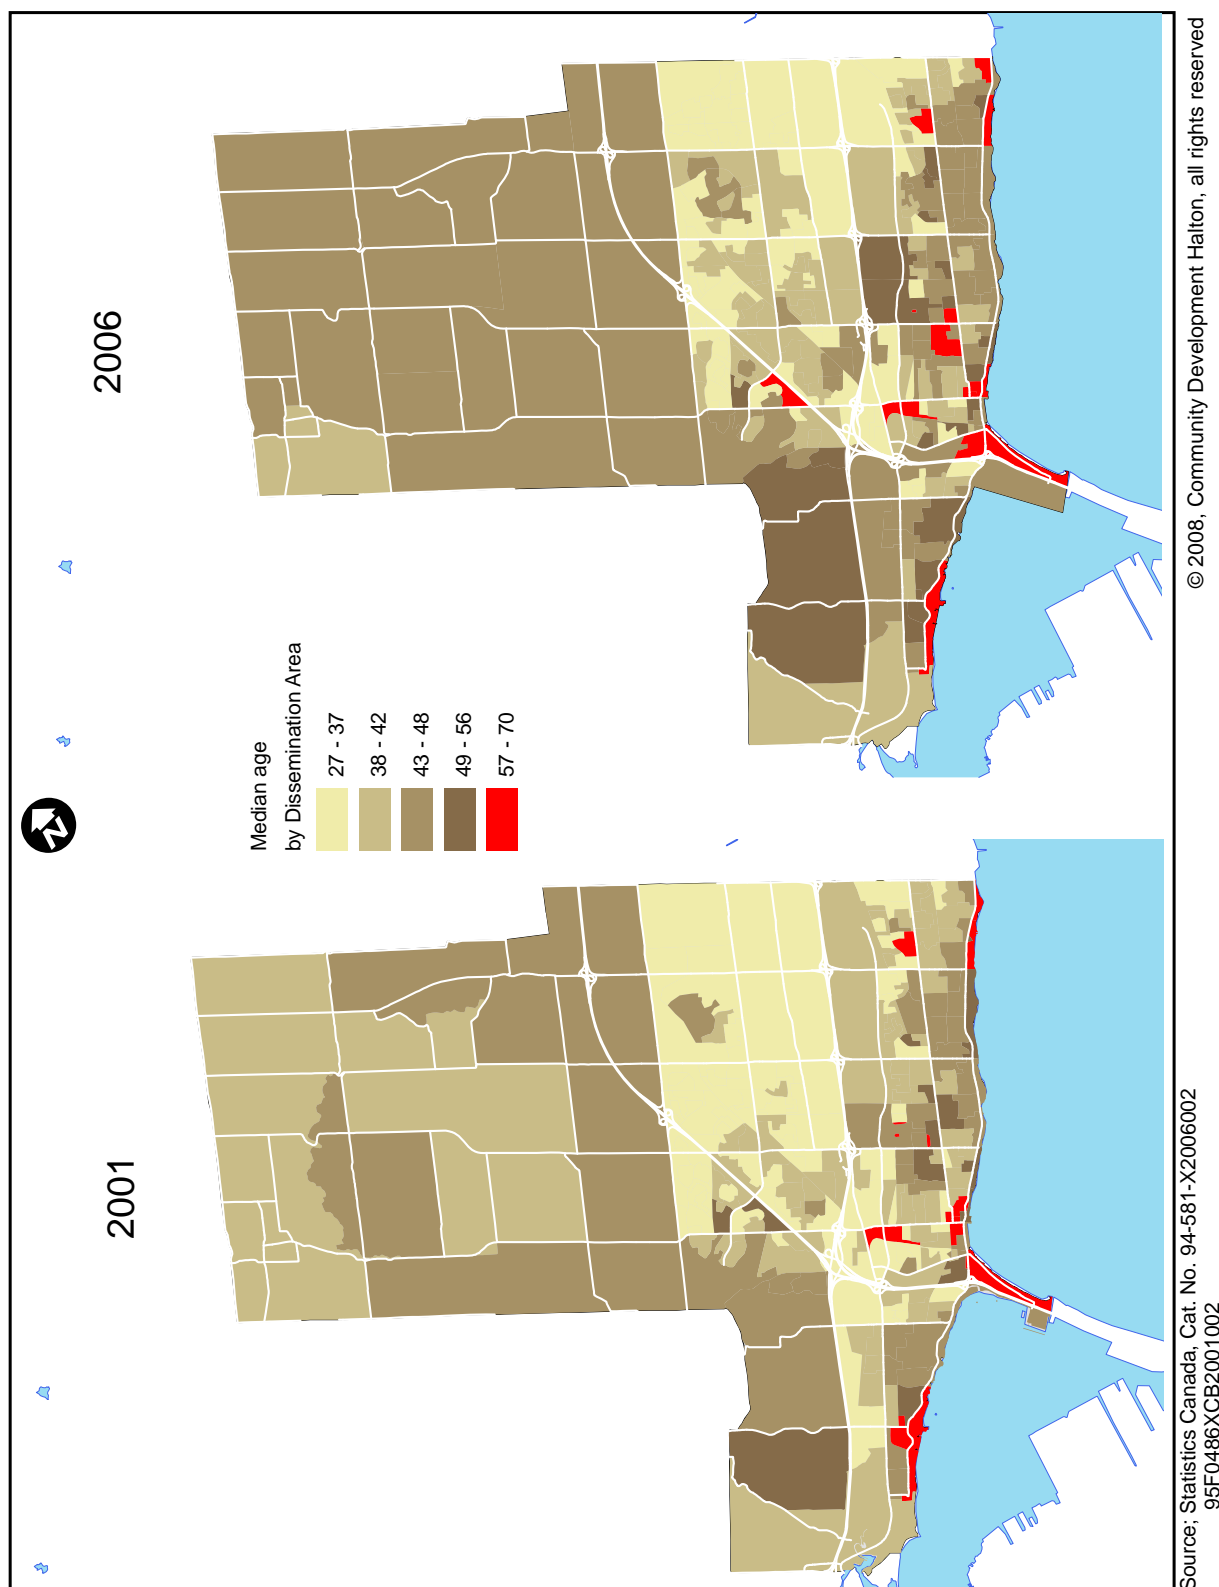 2001
2006
N
Median age
by Dissemination Area
27 - 37
38 - 42
43 - 48
49 - 56
57 - 70
Source; Statistics Canada, Cat. No. 94-581-X2006002
95F0486XCB2001002
© 2008, Community Development Halton, all rights reserved